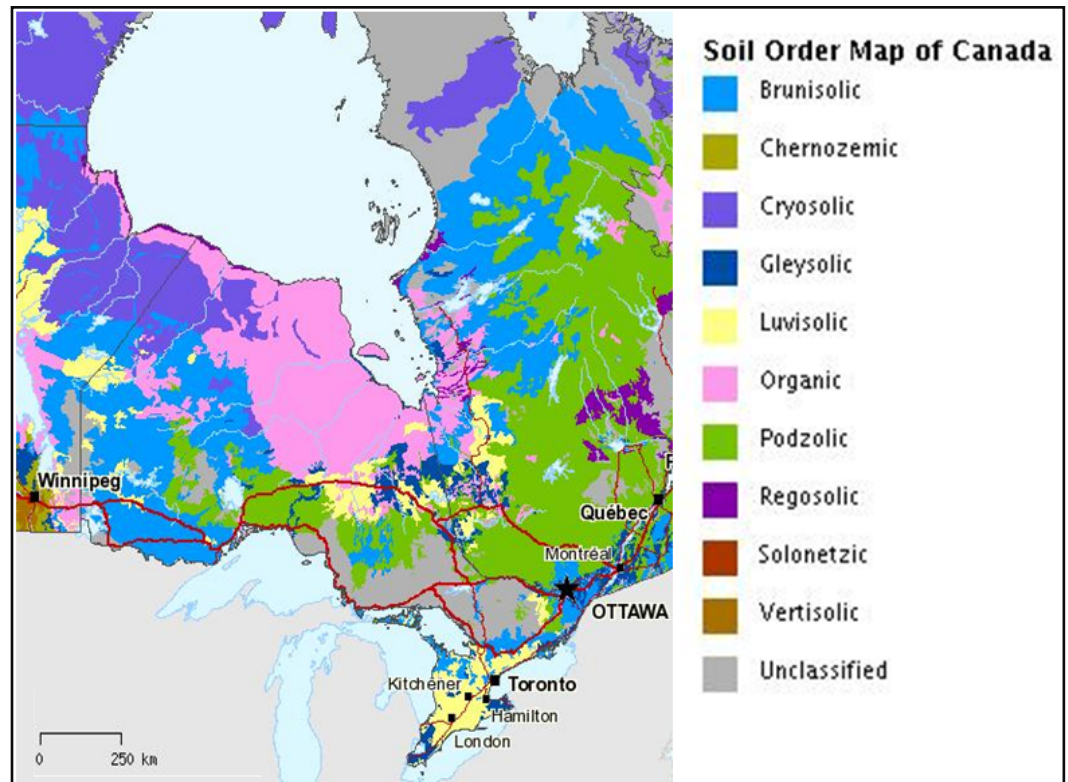 Soil Order Map of Canada
Brunisolic
Chernozemic
Cryosolic
Gleysolic
Luvisolic
Organic
Podzolic
Regosolic
Solonetzic
Vertisolic
Unclassified
Winnipeg
Québec
Montréal
OTTAWA
Kitchener
Toronto
Hamilton
London
0 250 km